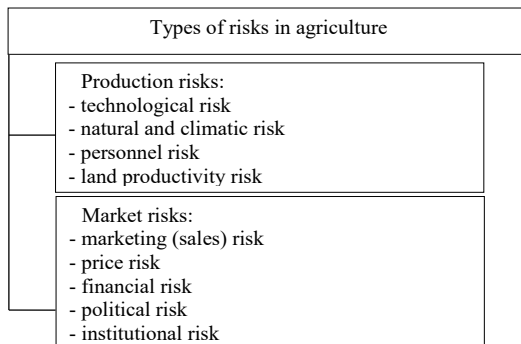 Types of risks in agriculture
Production risks:
- technological risk
- natural and climatic risk
- personnel risk
- land productivity risk
Market risks:
- marketing (sales) risk
- price risk
- financial risk
- political risk
- institutional risk